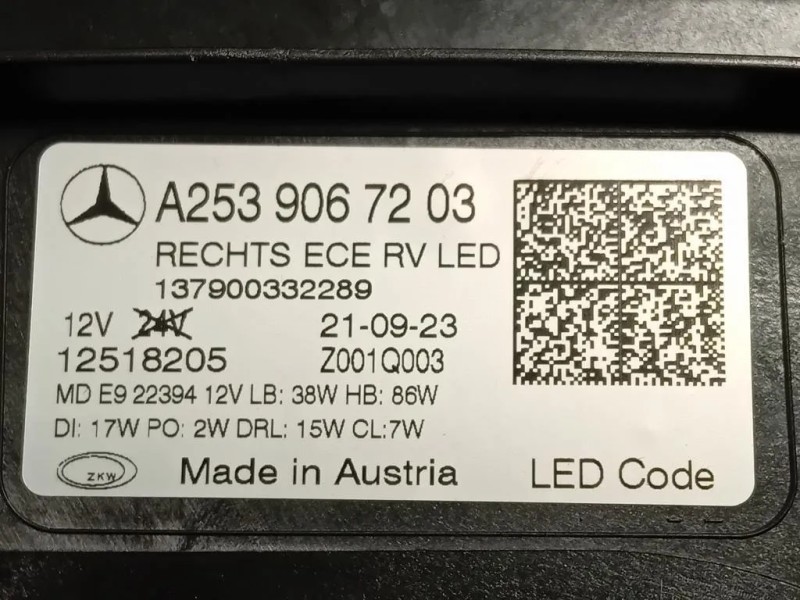 A253 906 72 03
RECHTS ECE RV LED
137900332289
12V 24V 21-09-23
12518205 Z001Q003
MD E9 22394 12V LB: 38W HB: 86W
DI: 17W PO: 2W DRL: 15W CL:7W
ZKW Made in Austria LED Code